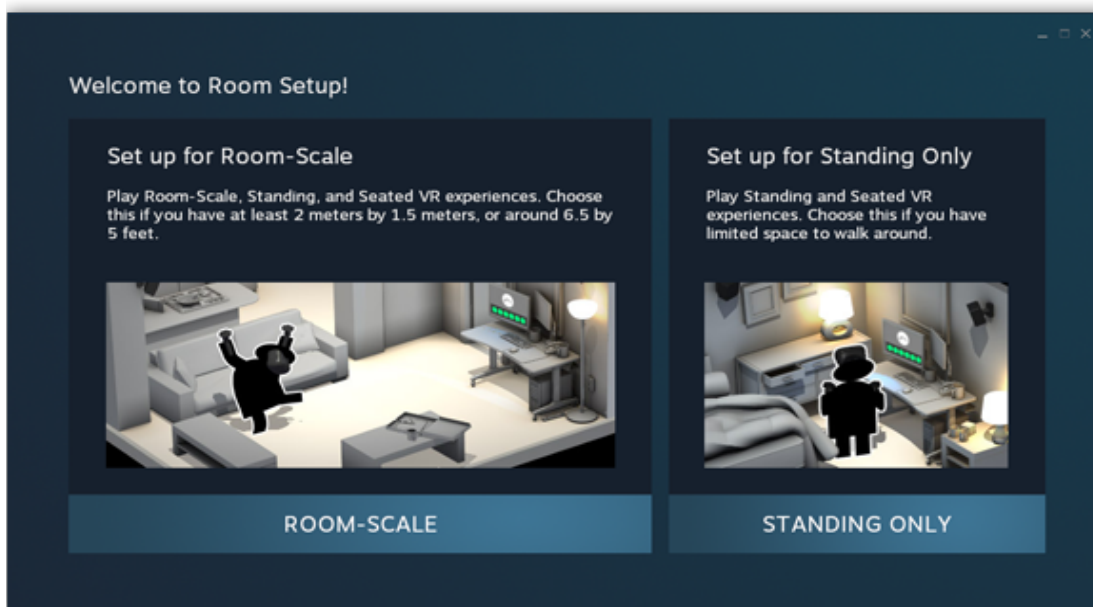 Welcome to Room Setup!
Set up for Room-Scale
Play Room-Scale, Standing, and Seated VR experiences. Choose
this if you have at least 2 meters by 1.5 meters, or around 6.5 by
5 feet.
ROOM-SCALE
Set up for Standing Only
Play Standing and Seated VR
experiences. Choose this if you have
limited space to walk around.
STANDING ONLY